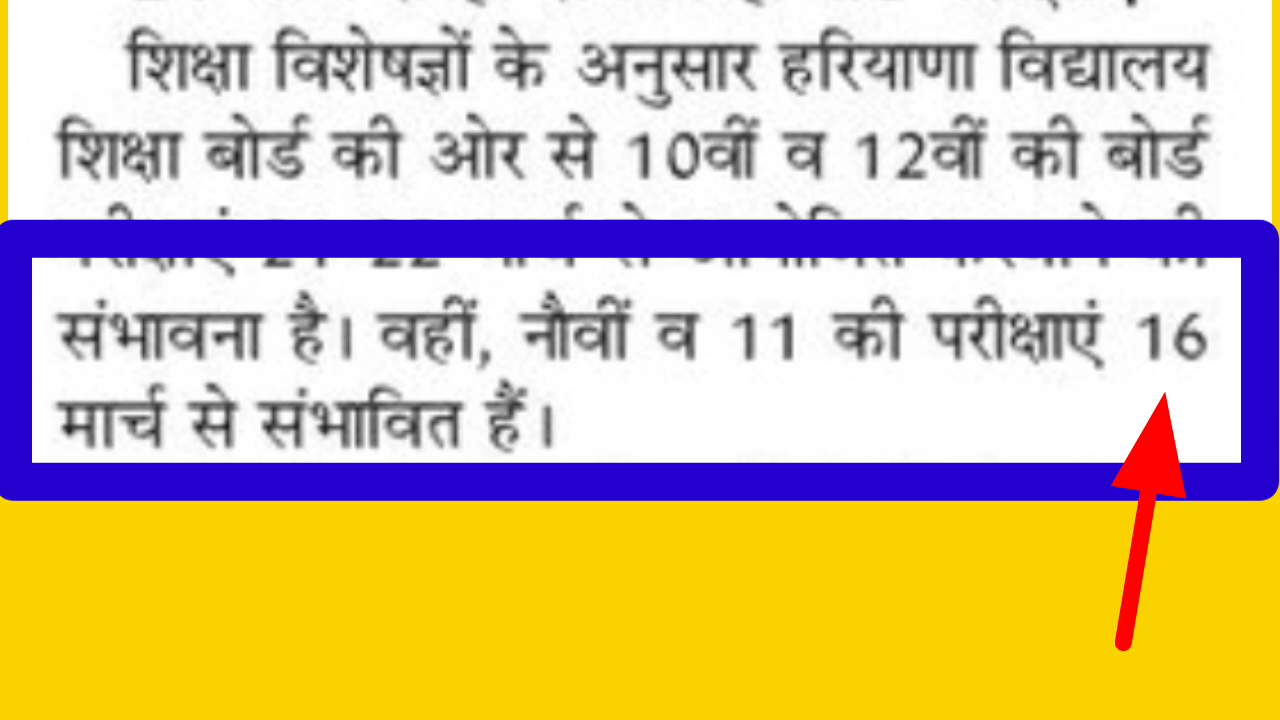 शिक्षा विशेषज्ञों के अनुसार हरियाणा विद्यालय
शिक्षा बोर्ड की ओर से 10वीं व 12वीं की बोर्ड
संभावना है। वहीं, नौवीं व 11 की परीक्षाएं 16
मार्च से संभावित हैं।